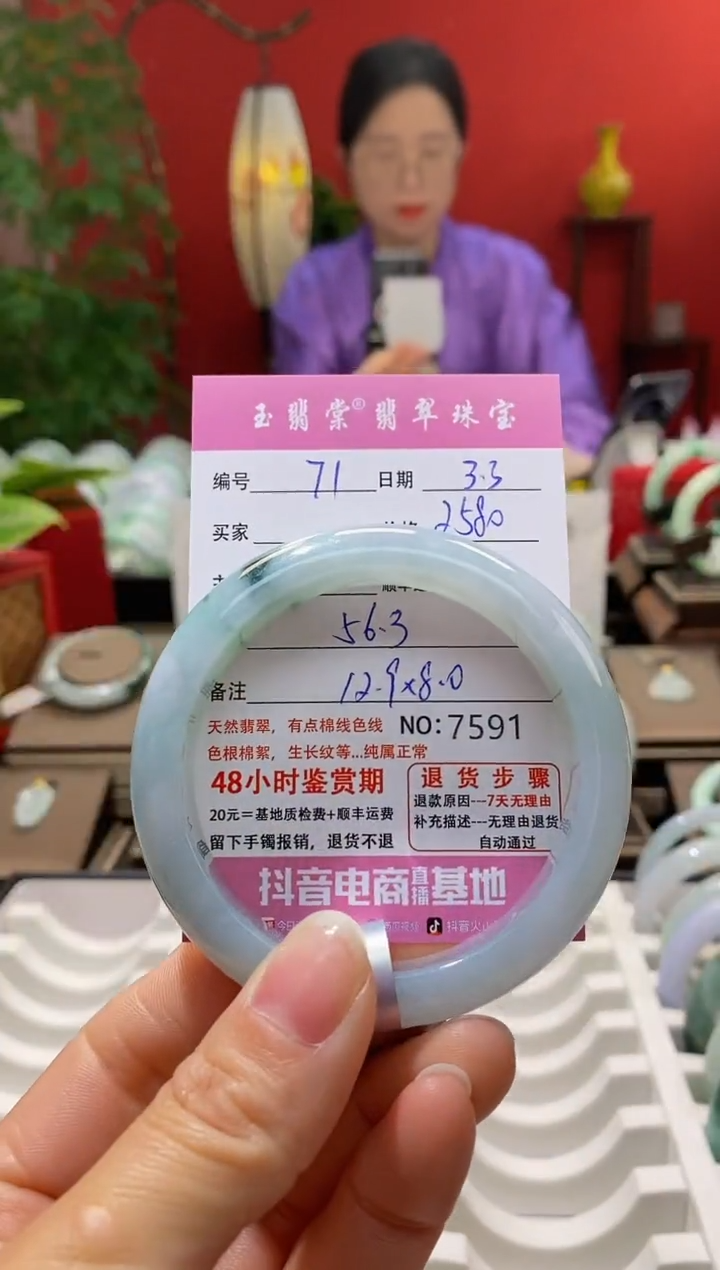 玉翡棠® 翡翠珠宝
编号 71 日期 3.3
买家 2580
56.3
备注 12.9x8.0
天然翡翠，有点棉线色线 NO:7591
色根棉絮，生长纹等...纯属正常
48小时鉴赏期
20元=基地质检费+顺丰运费
留下手镯报销，退货不退
退货步骤
退款原因---7天无理由
补充描述---无理由退货
自动通过
抖音电商直播基地
抖音火山